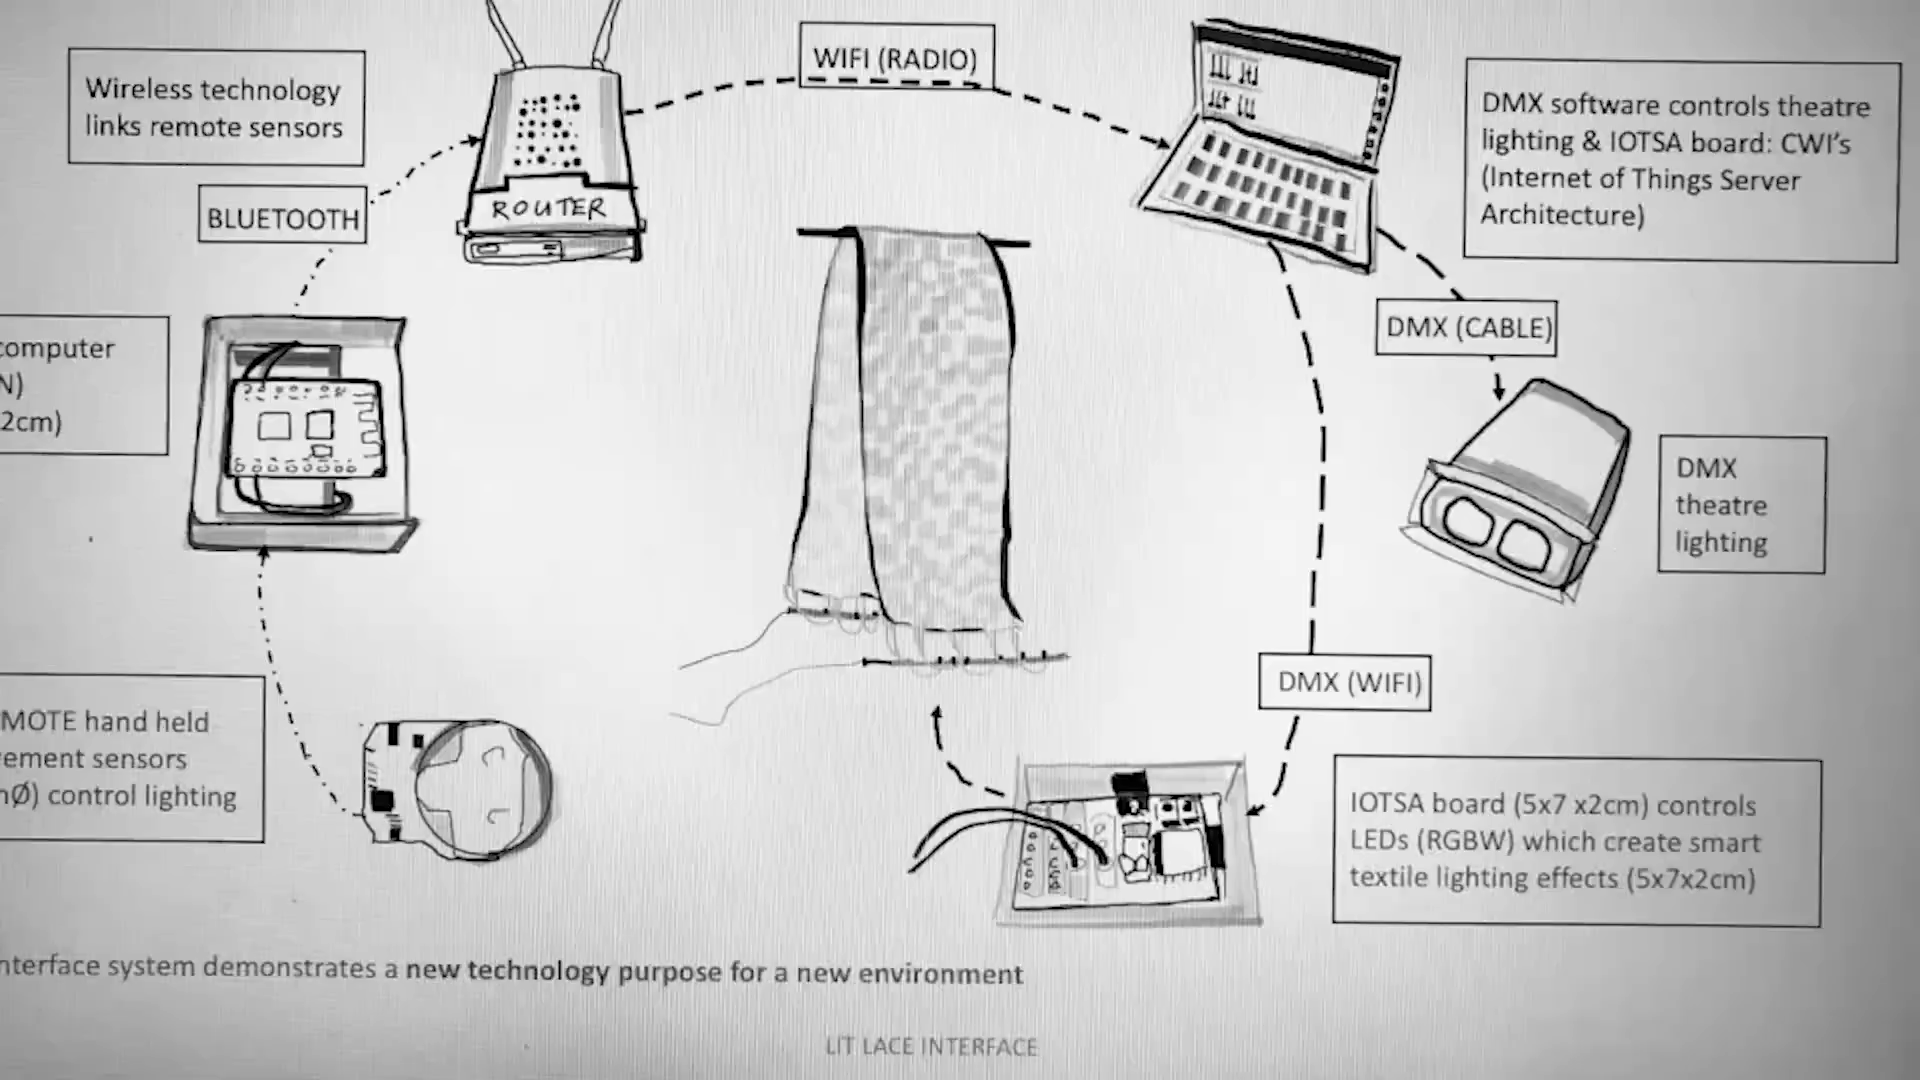 Wireless technology
links remote sensors
BLUETOOTH
ROUTER
WIFI (RADIO)
DMX software controls theatre
lighting & IOTSA board: CWI's
(Internet of Things Server
Architecture)
DMX (CABLE)
DMX
theatre
lighting
computer
N)
2cm)
MOTE hand held
ement sensors
nØ) control lighting
DMX (WIFI)
IOTSA board (5x7 x2cm) controls
LEDs (RGBW) which create smart
textile lighting effects (5x7x2cm)
nterface system demonstrates a new technology purpose for a new environment
LIT LACE INTERFACE